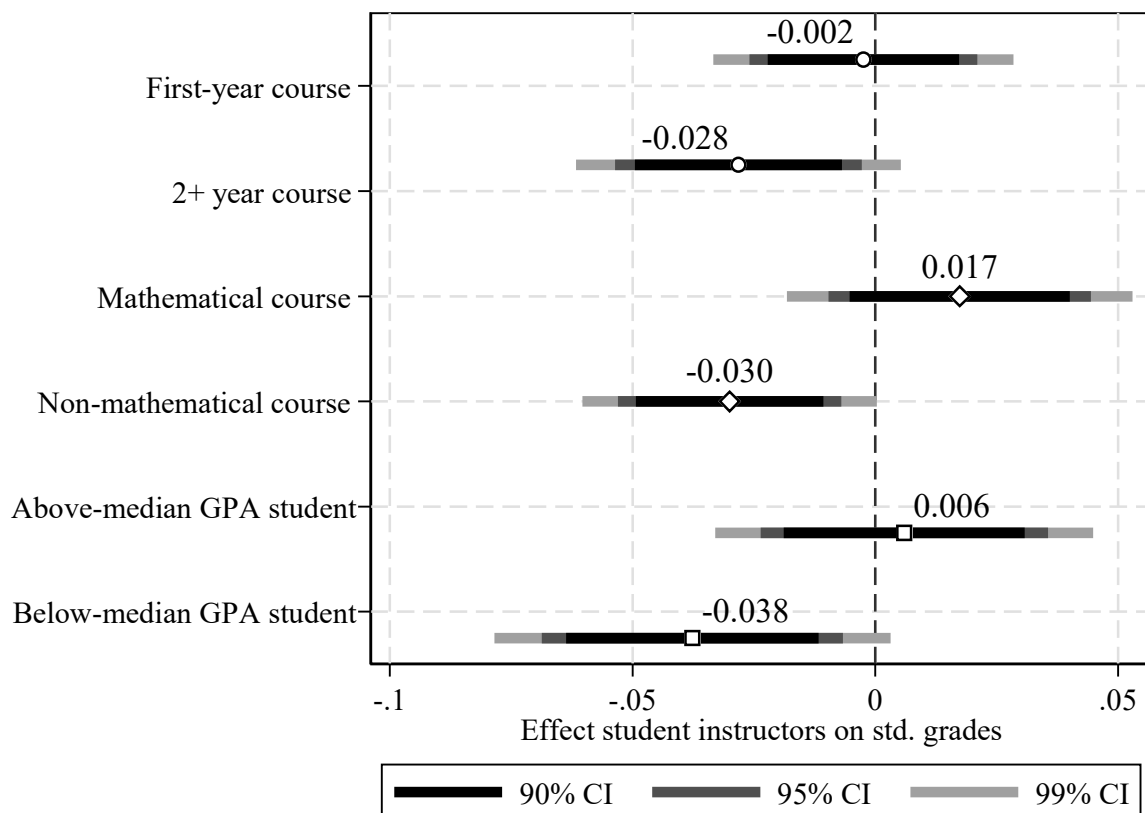 -0.002
First-year course
-0.028
2+ year course
0.017
Mathematical course
-0.030
Non-mathematical course
Above-median GPA student
0.006
Below-median GPA student
-0.038
-.1 -.05 0 .05
Effect student instructors on std. grades
90% CI 95% CI 99% CI